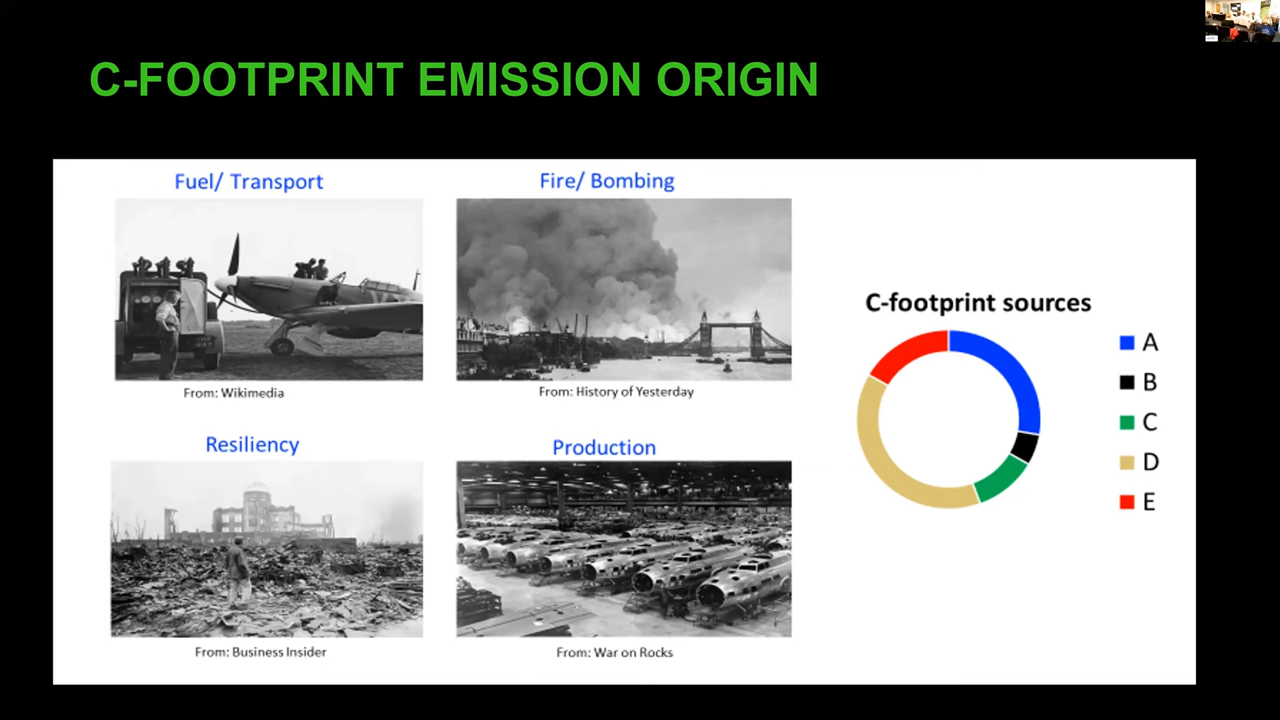 C-FOOTPRINT EMISSION ORIGIN
Fuel/ Transport
Fire/ Bombing
From: Wikimedia
From: History of Yesterday
Resiliency
Production
From: Business Insider
From: War on Rocks
C-footprint sources
A
B
C
D
E